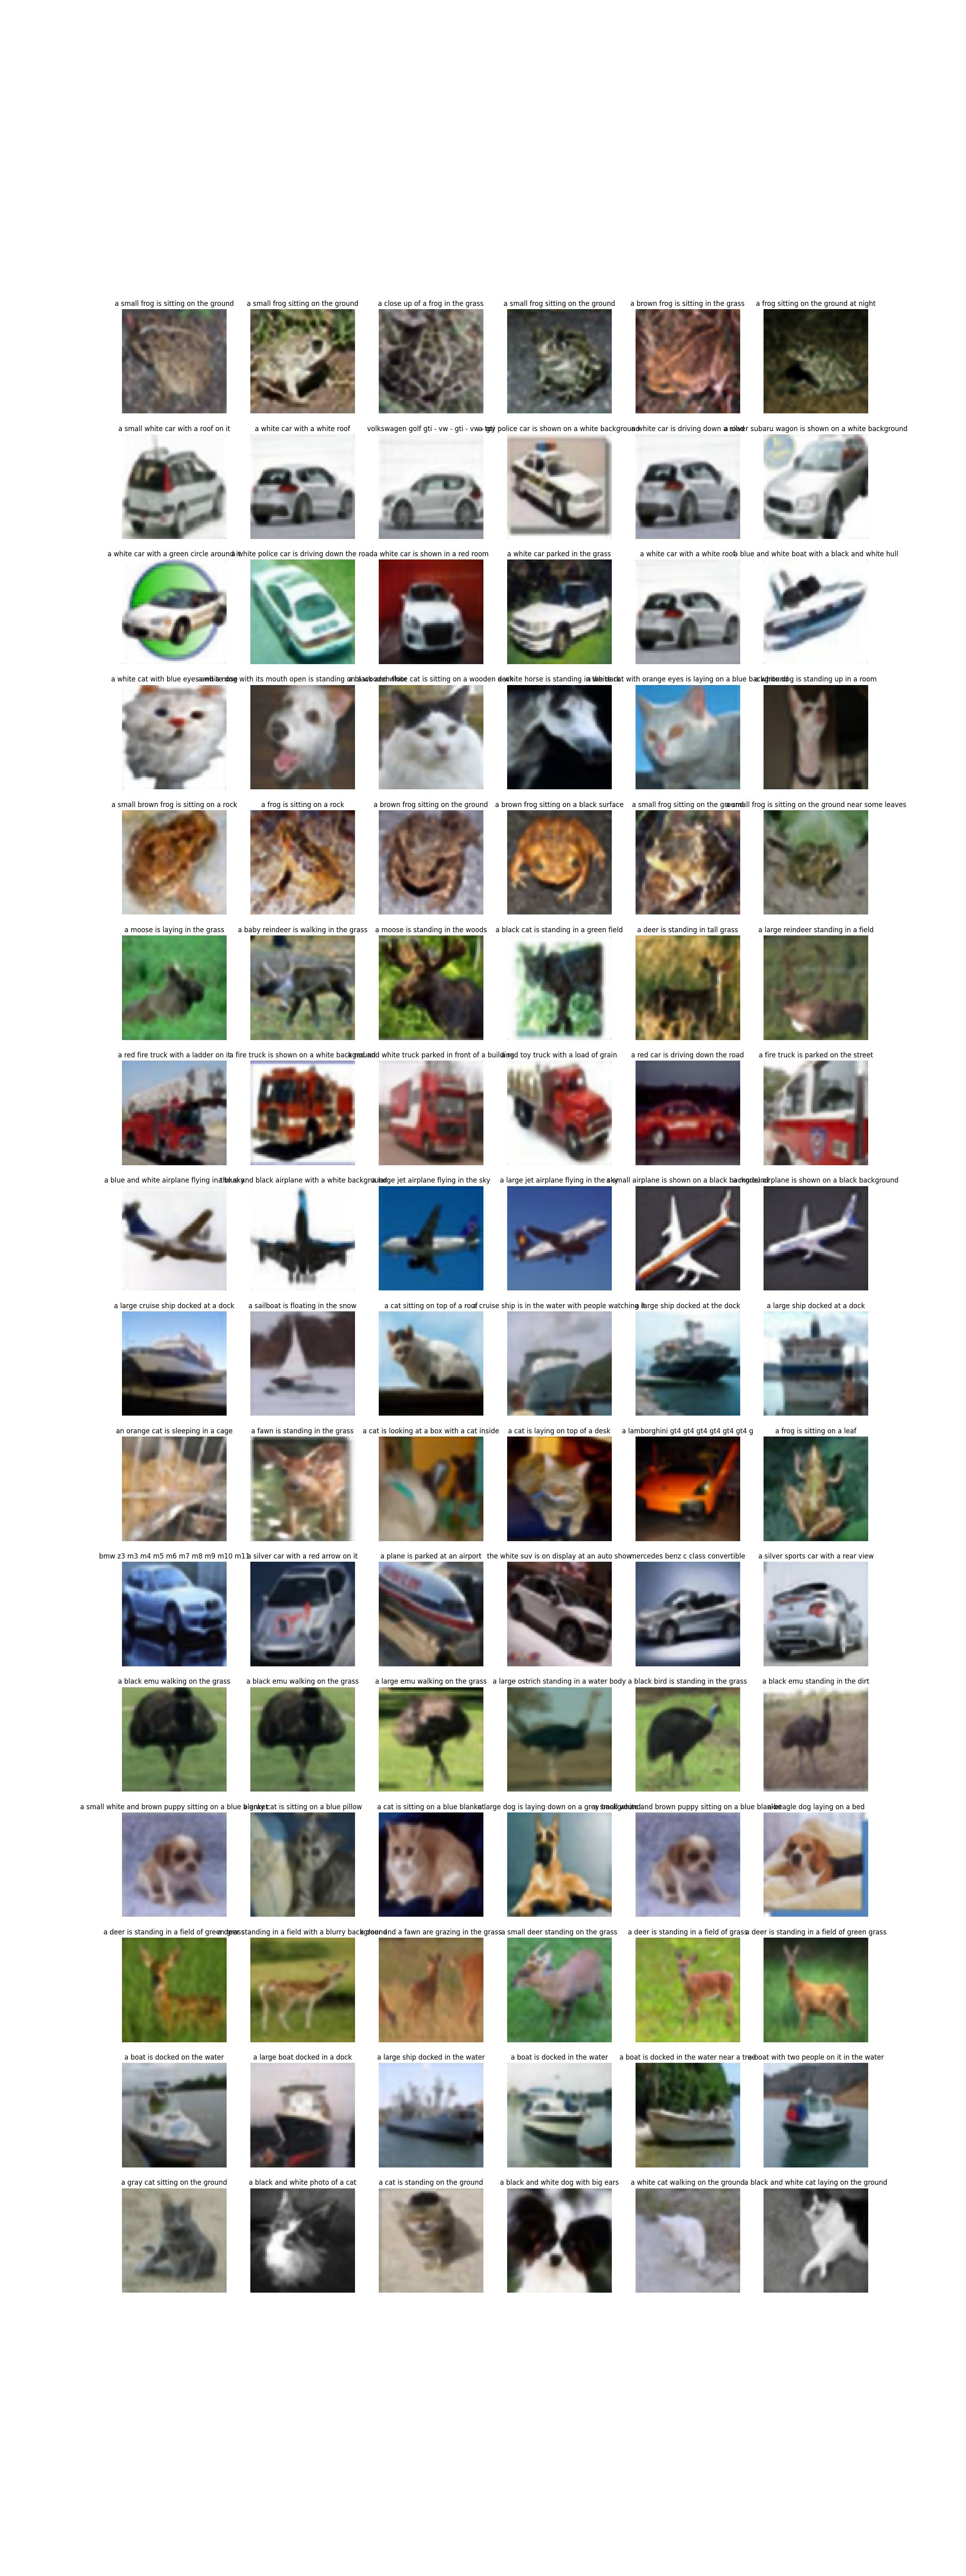 a small frog is sitting on the ground
a small frog sitting on the ground
a close up of a frog in the grass
a small frog sitting on the ground
a brown frog is sitting in the grass
a frog sitting on the ground at night
a small white car with a roof on it
a white car with a white roof
volkswagen golf gti - vw - gti - vw - gti
police car is shown on a white background
white car is driving down a road
subaru wagon is shown on a white background
a white car with a green circle around it
white police car is driving down the road
a white car is shown in a red room
a white car parked in the grass
a white car with a white roof
blue and white boat with a black and white hull
a white cat with blue eyes and
with its mouth open is standing on a
cat is sitting on a wooden deck
white horse is standing in
cat with orange eyes is laying on a blue background
dog is standing up in a room
a small brown frog is sitting on a rock
a frog is sitting on a rock
a brown frog sitting on the ground
a brown frog sitting on a black surface
a small frog sitting on the ground
small frog is sitting on the ground near some leaves
a moose is laying in the grass
a baby reindeer is walking in the grass
a moose is standing in the woods
a black cat is standing in a green field
a deer is standing in tall grass
a large reindeer standing in a field
a red fire truck with a ladder on it
a fire truck is shown on a white background
and white truck parked in front of a building
red toy truck with a load of grain
a red car is driving down the road
a fire truck is parked on the street
a blue and white airplane flying in the sky
blue and black airplane with a white background
a large jet airplane flying in the sky
a large jet airplane flying in the sky
small airplane is shown on a black background
airplane is shown on a black background
a large cruise ship docked at a dock
a sailboat is floating in the snow
a cat sitting on top of a roof
cruise ship is in the water with people watching it
a large ship docked at the dock
a large ship docked at a dock
an orange cat is sleeping in a cage
a fawn is standing in the grass
a cat is looking at a box with a cat inside
a cat is laying on top of a desk
a lamborghini gt4 gt4 gt4 gt4 gt4 gt4 g
a frog is sitting on a leaf
bmw z3 m3 m4 m5 m6 m7 m8 m9 m10 m11
a silver car with a red arrow on it
a plane is parked at an airport
the white suv is on display at an auto show
mercedes benz c class convertible
a silver sports car with a rear view
a black emu walking on the grass
a black emu walking on the grass
a large emu walking on the grass
a large ostrich standing in a water body
a black bird is standing in the grass
a black emu standing in the dirt
a small white and brown puppy sitting on a blue blanket
cat is sitting on a blue pillow
a cat is sitting on a blue blanket
large dog is laying down on a grey background
and brown puppy sitting on a blue blanket
beagle dog laying on a bed
a deer is standing in a field of green grass
standing in a field with a blurry background
and a fawn are grazing in the grass
a small deer standing on the grass
a deer is standing in a field of grass
a deer is standing in a field of green grass
a boat is docked on the water
a large boat docked in a dock
a large ship docked in the water
a boat is docked in the water
a boat is docked in the water near a tree
boat with two people on it in the water
a gray cat sitting on the ground
a black and white photo of a cat
a cat is standing on the ground
a black and white dog with big ears
a white cat walking on the ground
a black and white cat laying on the ground